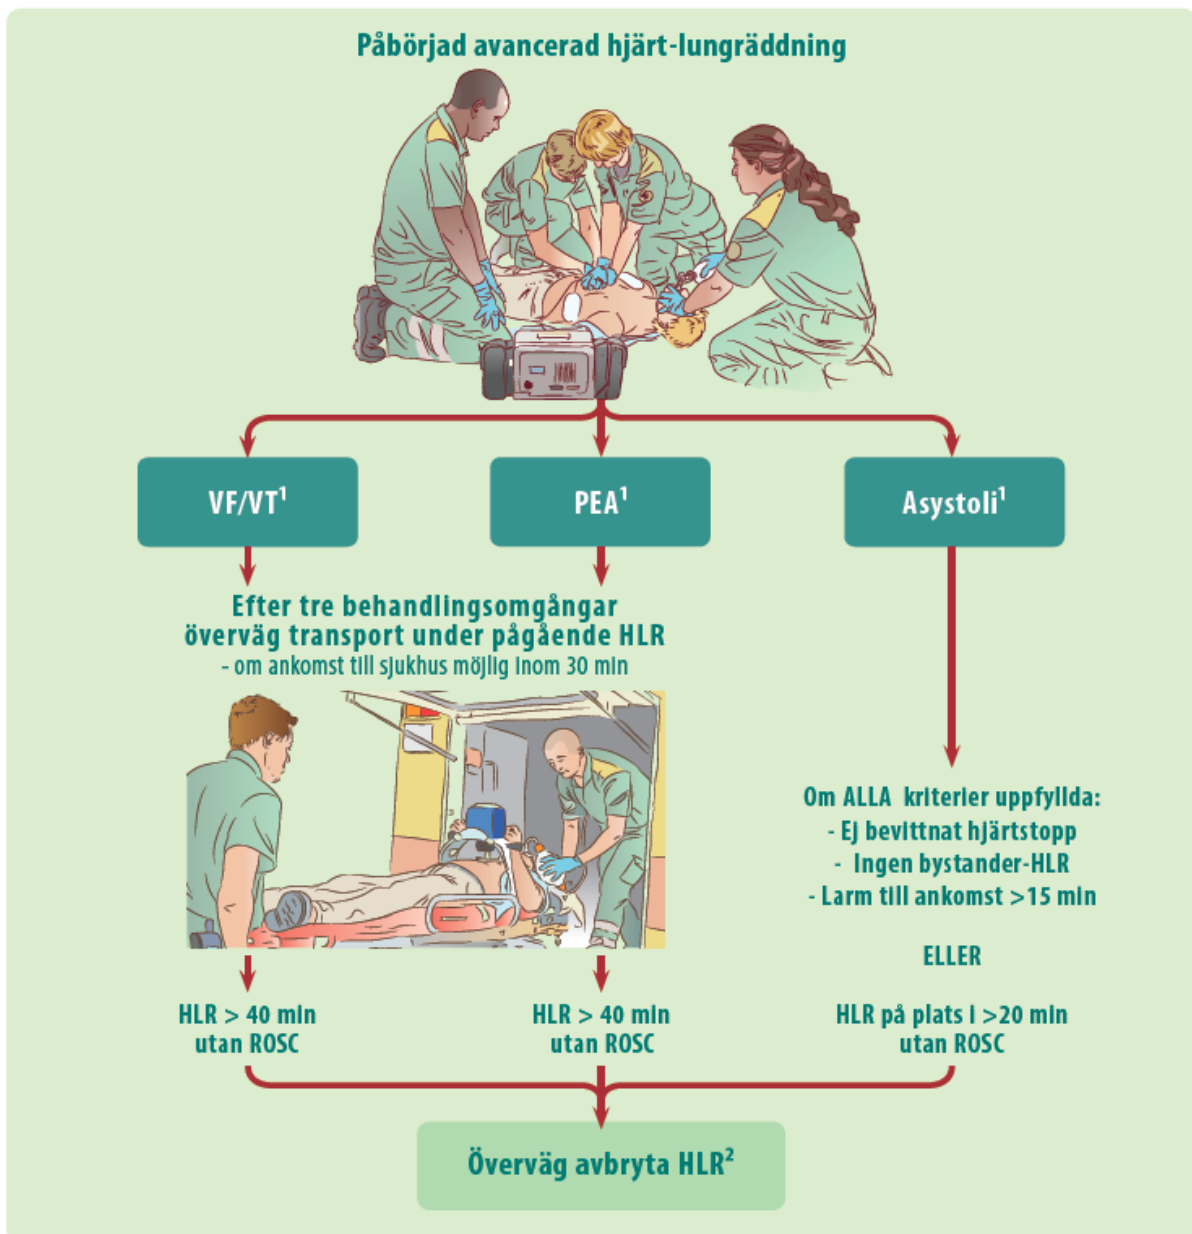 Påbörjad avancerad hjärt-lungräddning
VF/VT¹
PEA¹
Asystoli¹
Efter tre behandlingsomgångar
överväg transport under pågående HLR
- om ankomst till sjukhus möjlig inom 30 min
Om ALLA kriterier uppfyllda:
- Ej bevittnat hjärtstopp
- Ingen bystander-HLR
- Larm till ankomst >15 min
ELLER
HLR > 40 min
utan ROSC
HLR > 40 min
utan ROSC
HLR på plats i >20 min
utan ROSC
Överväg avbryta HLR²